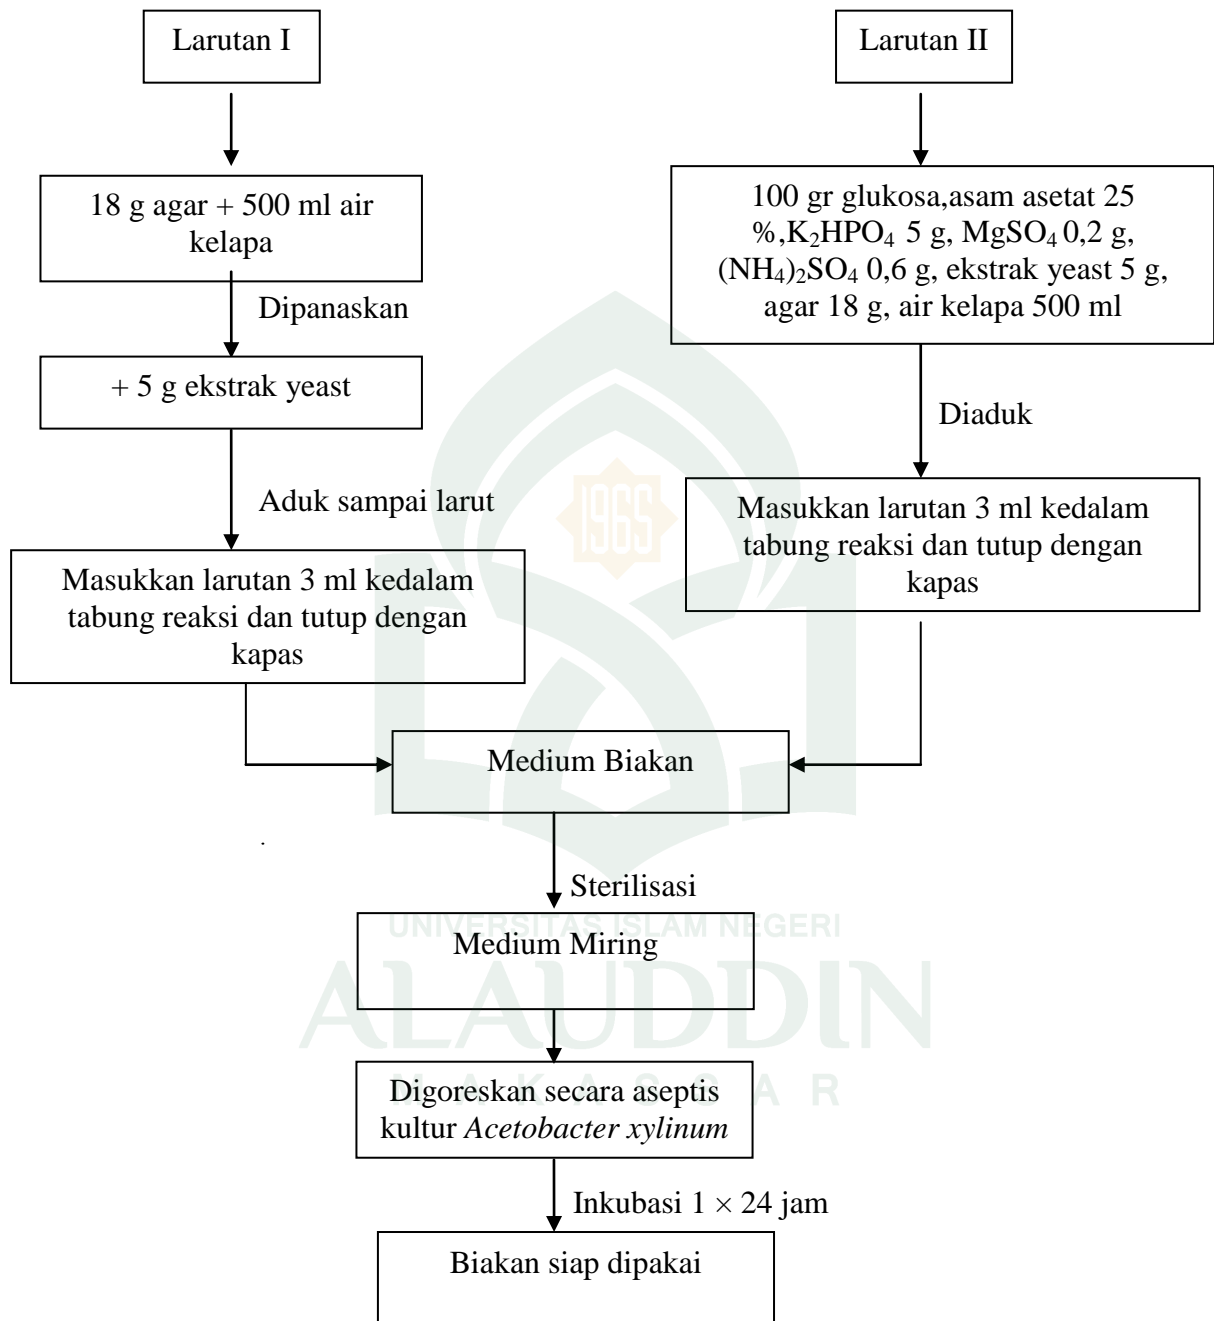 Larutan I
Larutan II
18 g agar + 500 ml air
kelapa
100 gr glukosa,asam asetat 25
%,K₂HPO₄ 5 g, MgSO₄ 0,2 g,
(NH₄)₂SO₄ 0,6 g, ekstrak yeast 5 g,
agar 18 g, air kelapa 500 ml
Dipanaskan
+ 5 g ekstrak yeast
Diaduk
Aduk sampai larut
Masukkan larutan 3 ml kedalam
tabung reaksi dan tutup dengan
kapas
1965
Masukkan larutan 3 ml kedalam
tabung reaksi dan tutup dengan
kapas
Medium Biakan
Sterilisasi
UNIVERSITAS ISLAM NEGERI
Medium Miring
ALAUDDIN
MAKASSAR
Digoreskan secara aseptis
kultur Acetobacter xylinum
Inkubasi 1 × 24 jam
Biakan siap dipakai